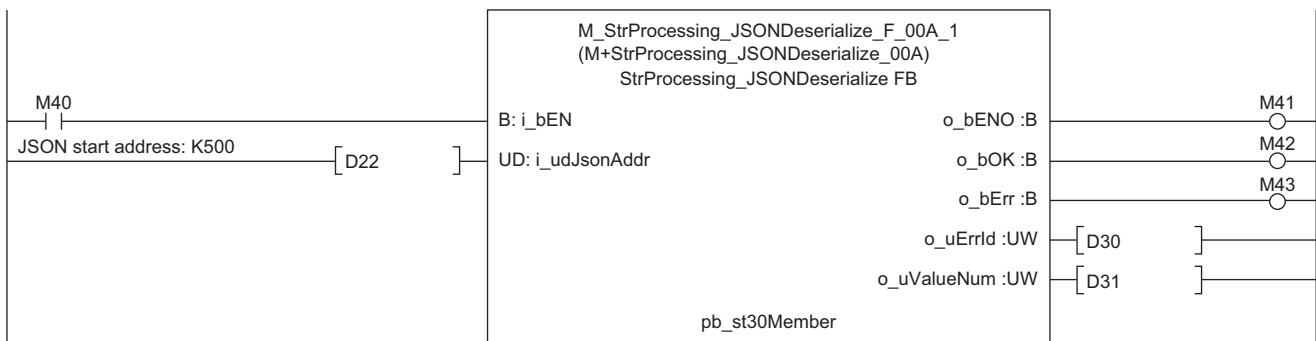 M_StrProcessing_JSONDeserialize_F_00A_1
(M+StrProcessing_JSONDeserialize_00A)
StrProcessing_JSONDeserialize FB
M40
B: i_bEN
o_bENO :B
M41
JSON start address: K500
D22
UD: i_udJsonAddr
o_bOK :B
M42
o_bErr :B
M43
o_uErrId :UW
D30
o_uValueNum :UW
D31
pb_st30Member